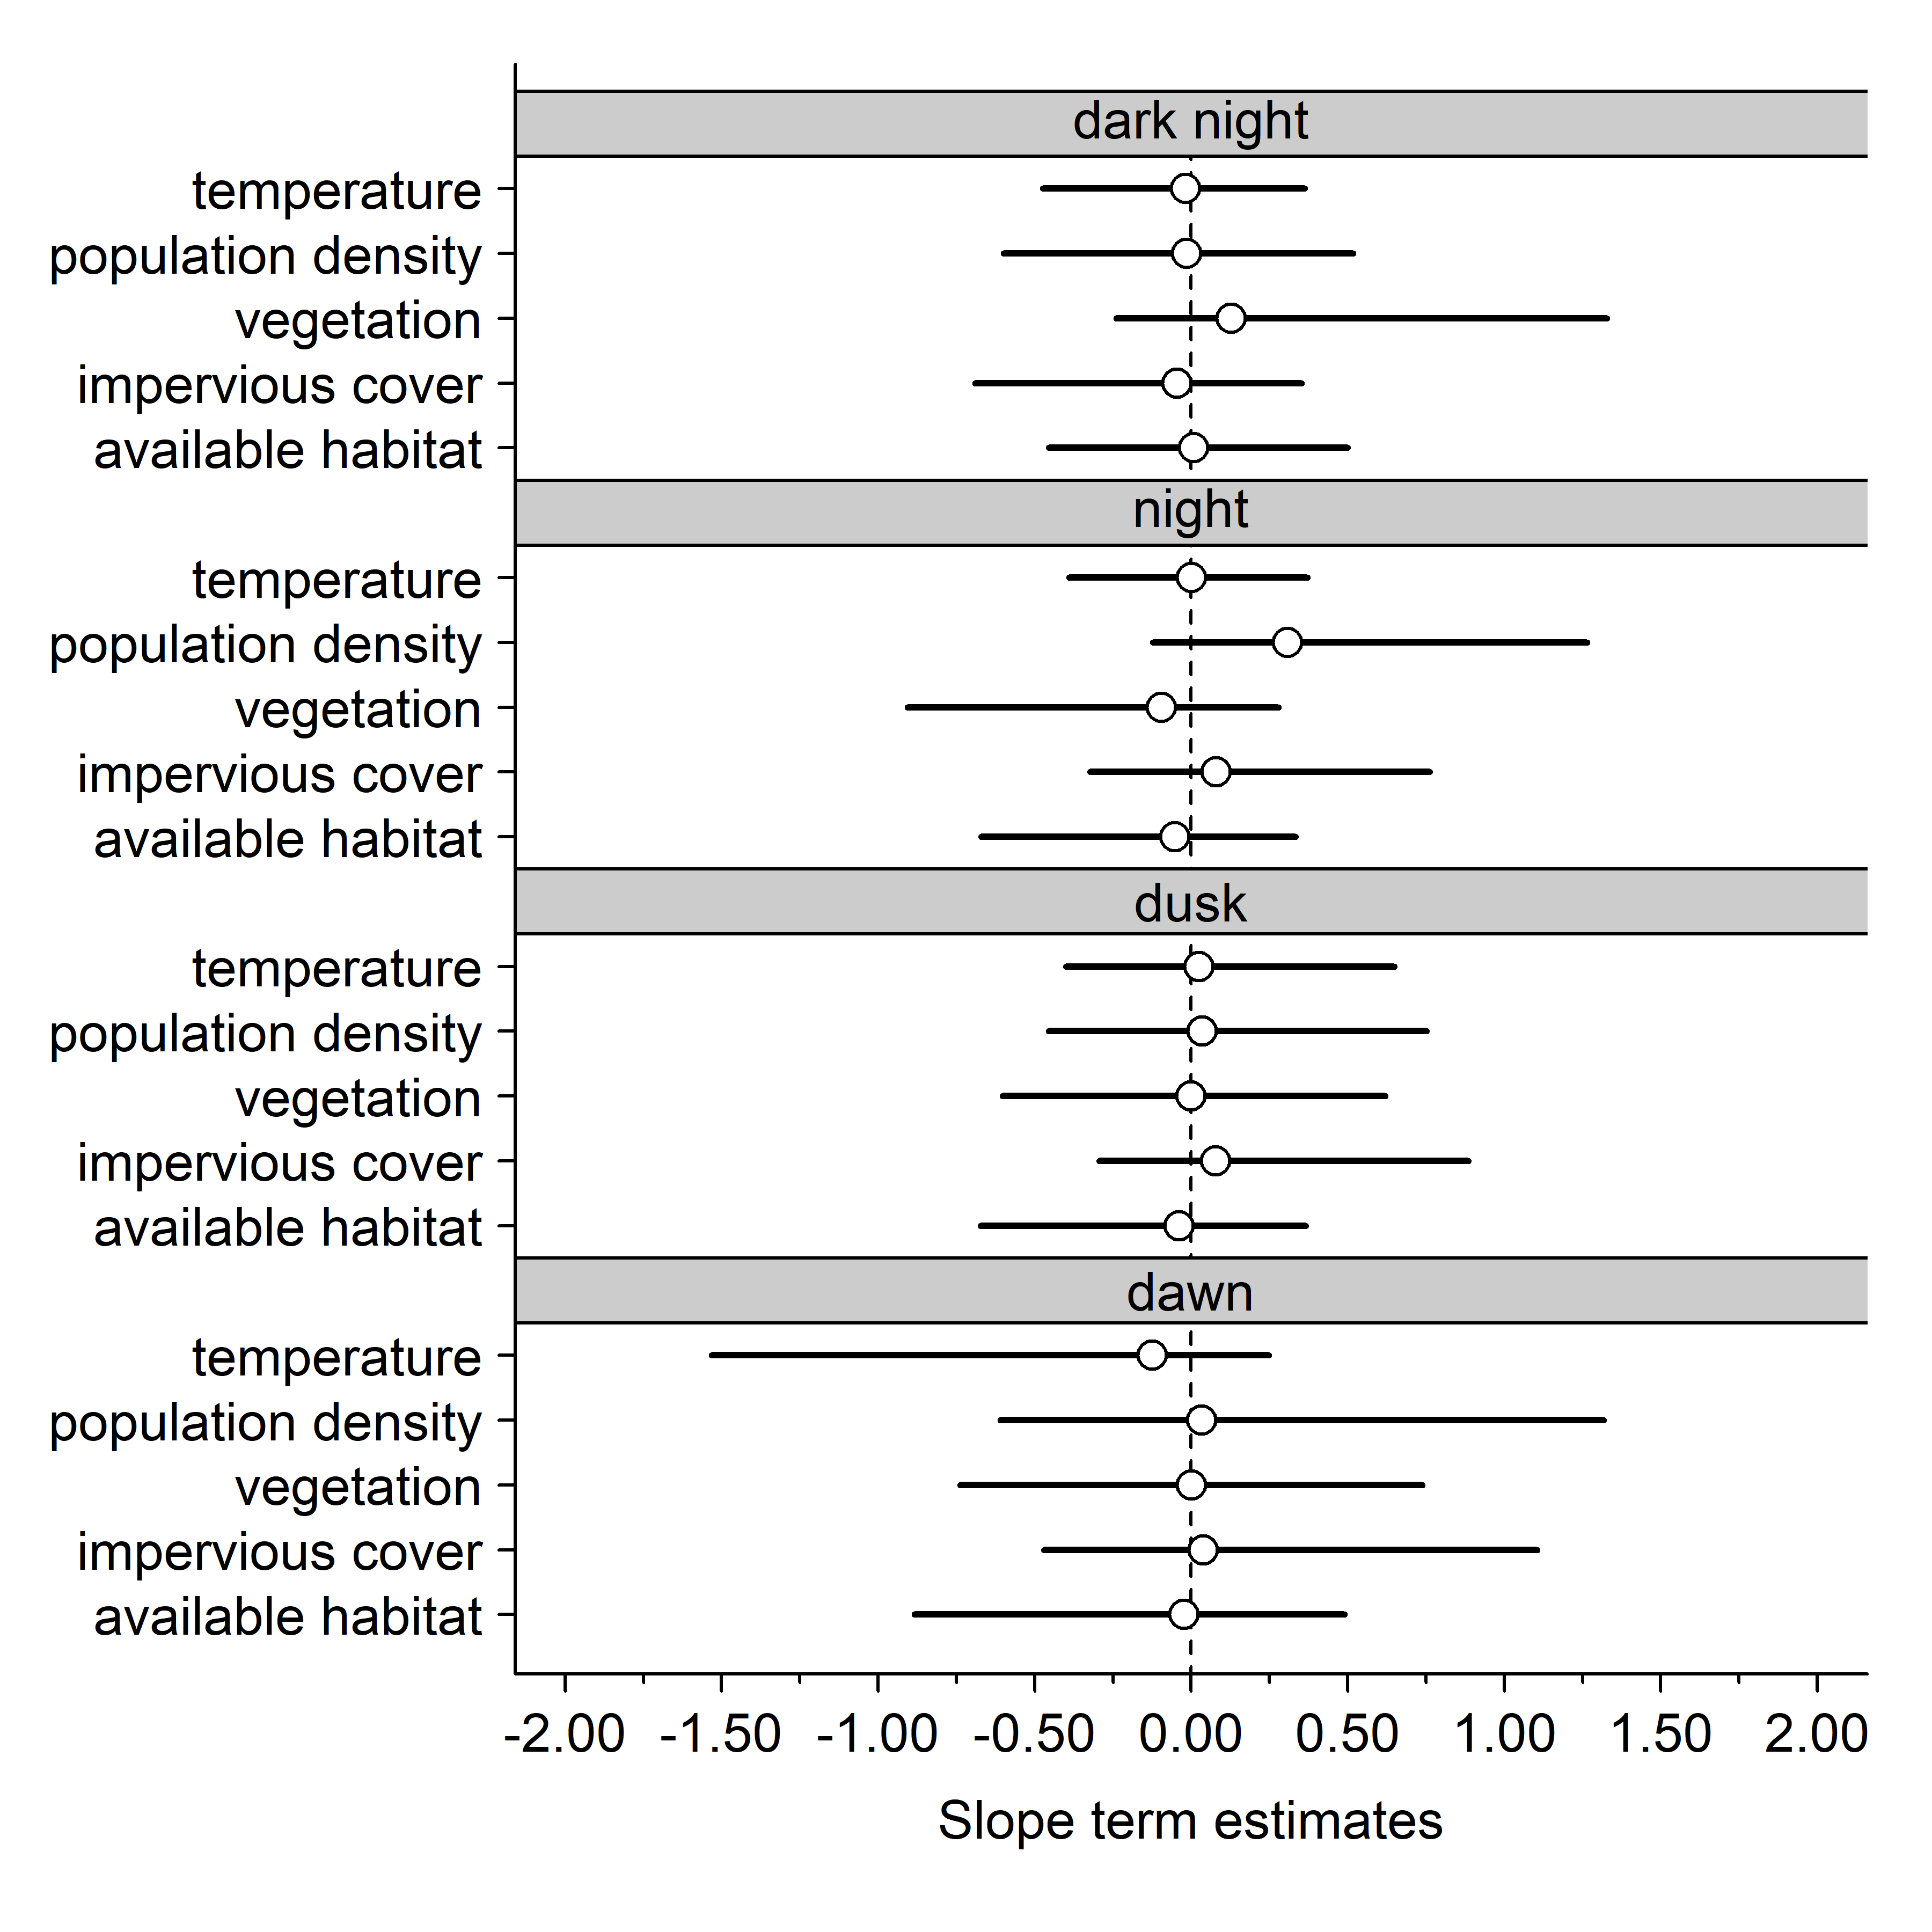 dark night
temperature
population density
vegetation
impervious cover
available habitat
night
temperature
population density
vegetation
impervious cover
available habitat
dusk
temperature
population density
vegetation
impervious cover
available habitat
dawn
temperature
population density
vegetation
impervious cover
available habitat
-2.00 -1.50 -1.00 -0.50 0.00 0.50 1.00 1.50 2.00
Slope term estimates